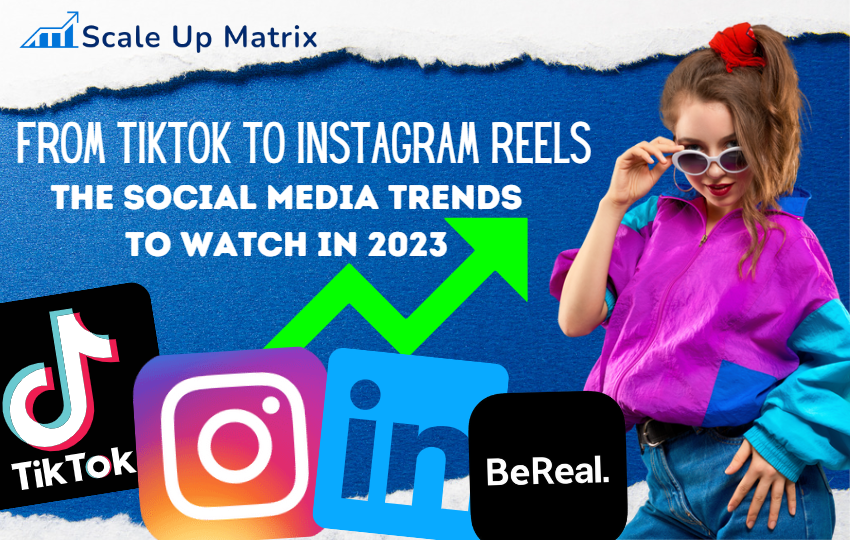 Scale Up Matrix
FROM TIKTOK TO INSTAGRAM REELS
THE SOCIAL MEDIA TRENDS
TO WATCH IN 2023
TikTok
in
BeReal.